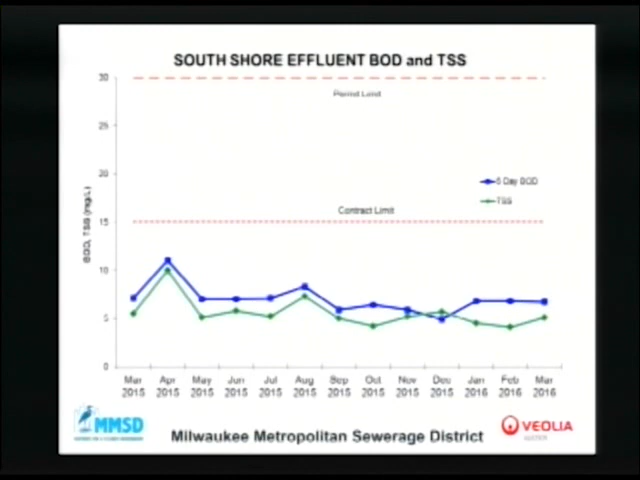 SOUTH SHORE EFFLUENT BOD and TSS
30
Permit Limit
25
20
5 Day BOD
TSS
Contract Limit
15
BOD, TSS (mg/L)
10
5
0
Mar Apr May Jun Jul Aug Sep Oct Nov Dec Jan Feb Mar
2015 2015 2015 2015 2015 2015 2015 2015 2015 2015 2016 2016 2016
MMSD
Milwaukee Metropolitan Sewerage District
VEOLIA